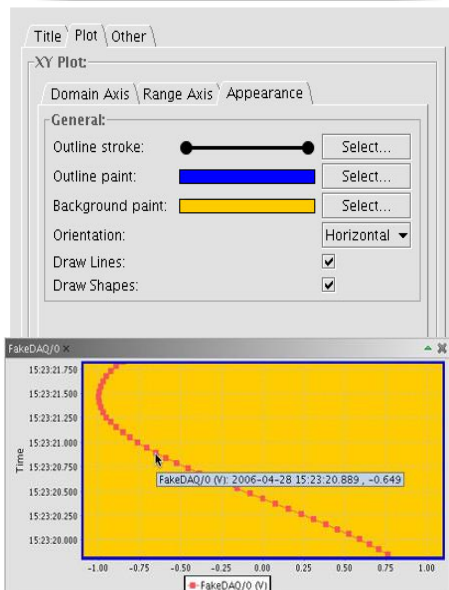 Title Plot Other
XY Plot:
Domain Axis Range Axis Appearance
General:
Outline stroke: Select...
Outline paint: Select...
Background paint: Select...
Orientation: Horizontal
Draw Lines:
Draw Shapes:
FakeDAQ/0
15:23:21.750
15:23:21.500
15:23:21.250
15:23:21.000
15:23:20.750
15:23:20.500
15:23:20.250
15:23:20.000
Time
FakeDAQ/0 (V): 2006-04-28 15:23:20.889 , -0.649
-1.00 -0.75 -0.50 -0.25 0.00 0.25 0.50 0.75 1.00
FakeDAQ/0 (V)